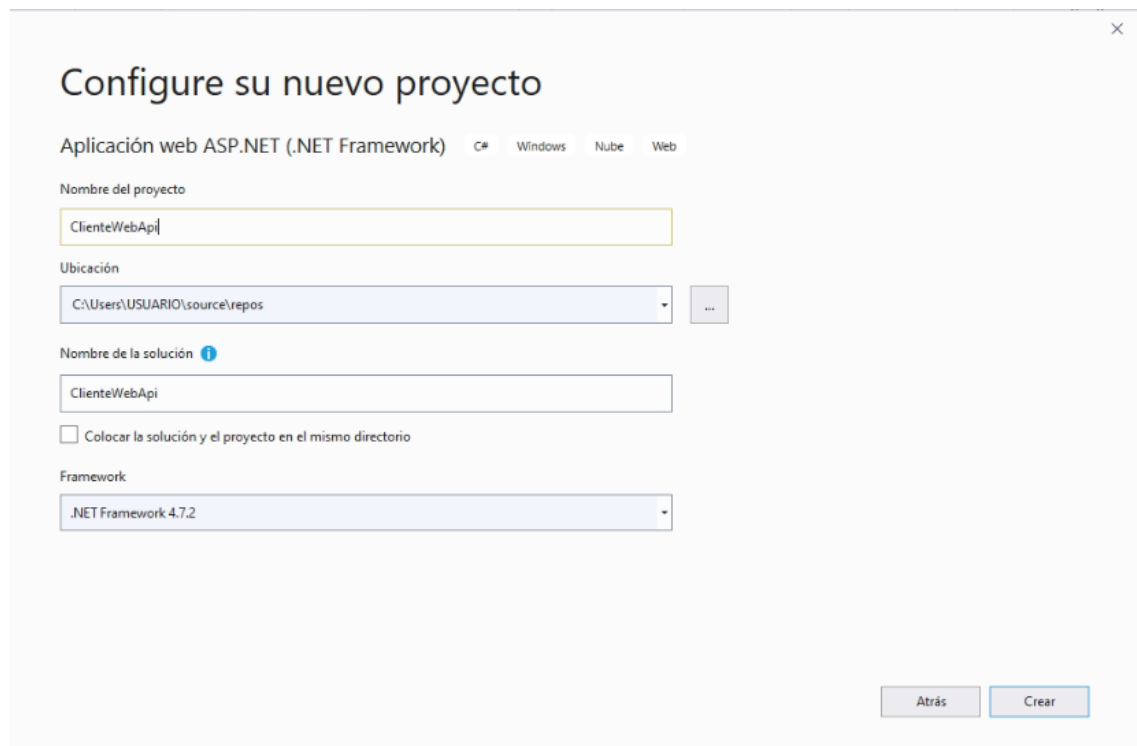 Configure su nuevo proyecto
Aplicación web ASP.NET (.NET Framework) C# Windows Nube Web
Nombre del proyecto
ClienteWebApi
Ubicación
C:\Users\USUARIO\source\repos
...
Nombre de la solución
ClienteWebApi
Colocar la solución y el proyecto en el mismo directorio
Framework
.NET Framework 4.7.2
Atrás Crear